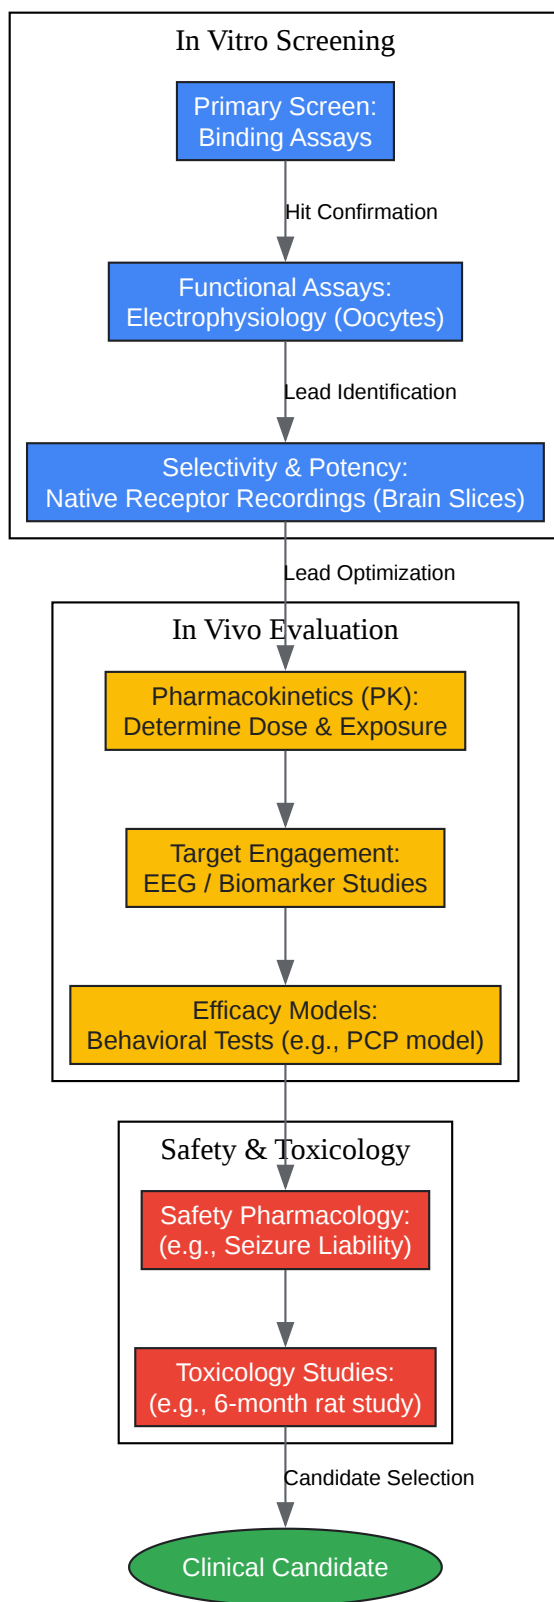 In Vitro Screening
Primary Screen:
Binding Assays
Hit Confirmation
Functional Assays:
Electrophysiology (Oocytes)
Lead Identification
Selectivity & Potency:
Native Receptor Recordings (Brain Slices)
Lead Optimization
In Vivo Evaluation
Pharmacokinetics (PK):
Determine Dose & Exposure
Target Engagement:
EEG / Biomarker Studies
Efficacy Models:
Behavioral Tests (e.g., PCP model)
Safety & Toxicology
Safety Pharmacology:
(e.g., Seizure Liability)
Toxicology Studies:
(e.g., 6-month rat study)
Candidate Selection
Clinical Candidate